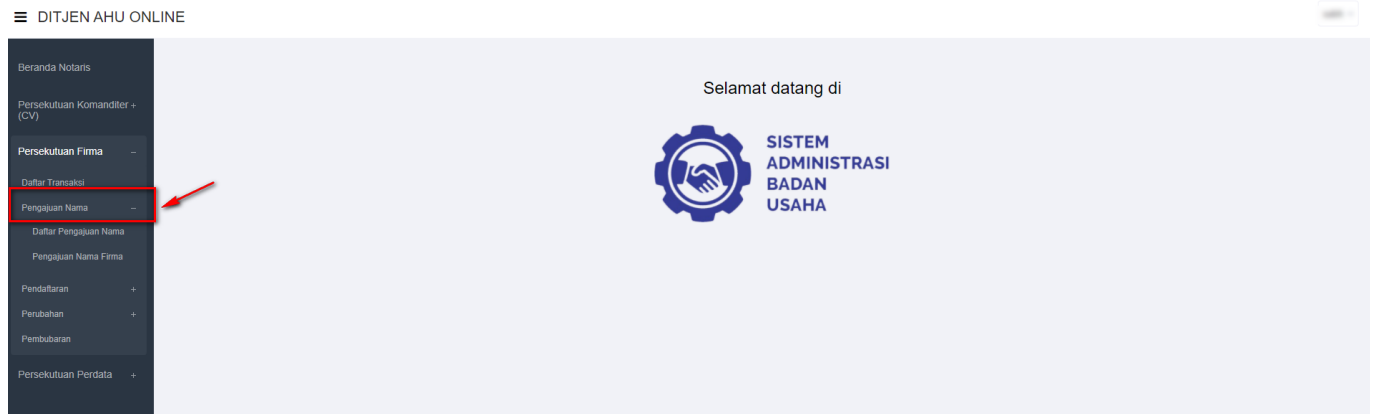 ≡ DITJEN AHU ONLINE
Beranda Notaris
Persekutuan Komanditer +
(CV)
Persekutuan Firma –
Daftar Transaksi
Pengajuan Nama –
Daftar Pengajuan Nama
Pengajuan Nama Firma
Pendaftaran +
Perubahan +
Pembubaran
Persekutuan Perdata +
Selamat datang di
SISTEM
ADMINISTRASI
BADAN
USAHA